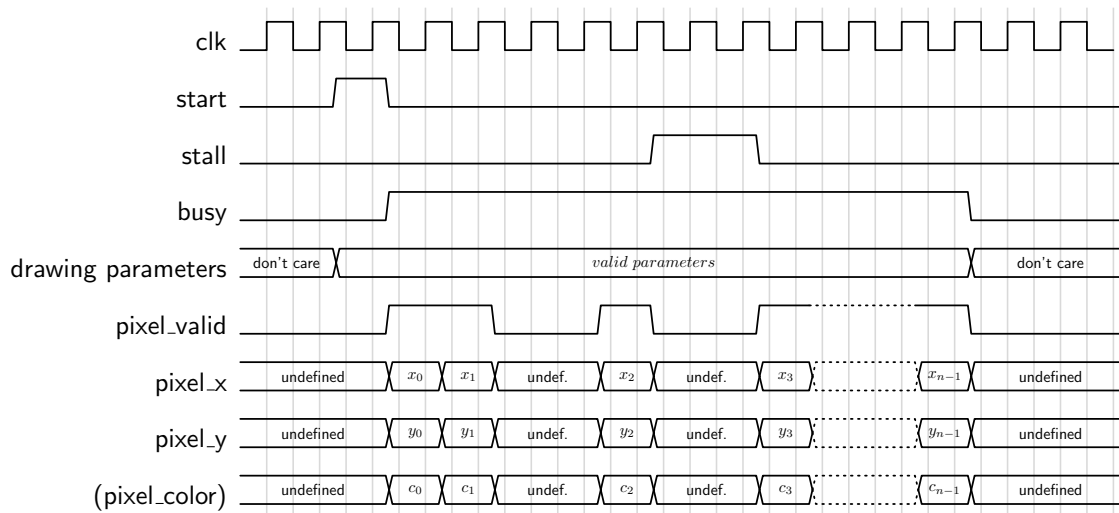 clk
start
stall
busy
drawing parameters don't care valid parameters don't care
pixel_valid
pixel_x undefined x₀ x₁ undef. x₂ undef. x₃ xₙ₋₁ undefined
pixel_y undefined y₀ y₁ undef. y₂ undef. y₃ yₙ₋₁ undefined
(pixel_color) undefined c₀ c₁ undef. c₂ undef. c₃ cₙ₋₁ undefined